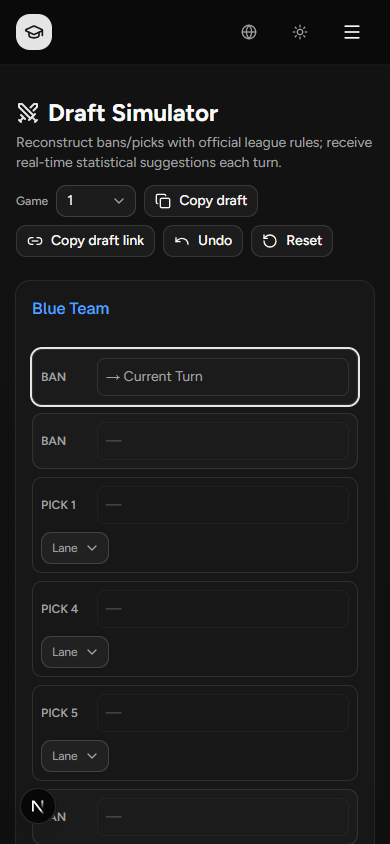 Draft Simulator
Reconstruct bans/picks with official league rules; receive
real-time statistical suggestions each turn.
Game 1 Copy draft
Copy draft link Undo Reset
Blue Team
BAN → Current Turn
BAN —
PICK 1 —
Lane
PICK 4 —
Lane
PICK 5 —
Lane
N AN —